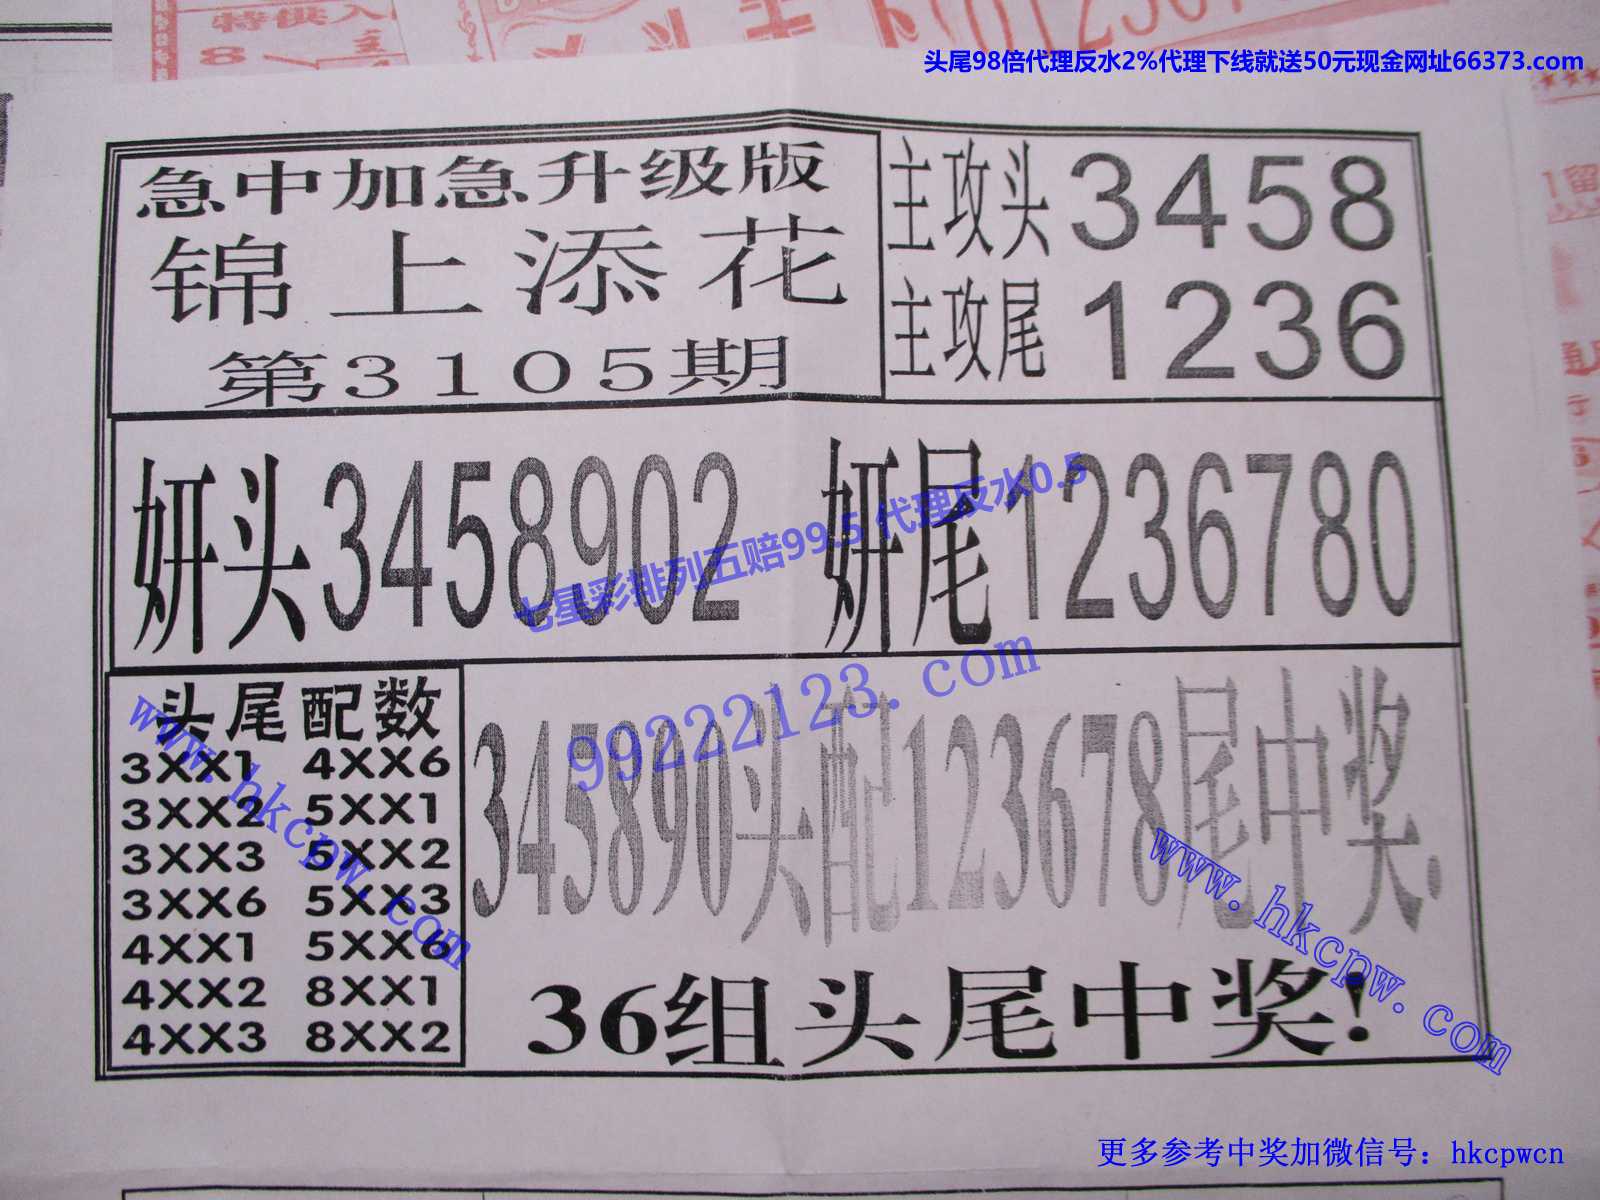 特供入
8
头尾98倍代理反水2%代理下线就送50元现金网址66373.com
急中加急升级版
锦上添花
第3105期
主攻头3458
主攻尾1236
妍头3458902
妍尾1236780
七星彩排列五赔99.5 代理反水0.5
99222123.com
头尾配数
3XX1 4XX6
3XX2 5XX1
3XX3 5XX2
3XX6 5XX3
4XX1 5XX6
4XX2 8XX1
4XX3 8XX2
www.hkcpw.com
345890头配123678尾中奖.
www.hkcpw.com
36组头尾中奖!
更多参考中奖加微信号：hkcpwcn